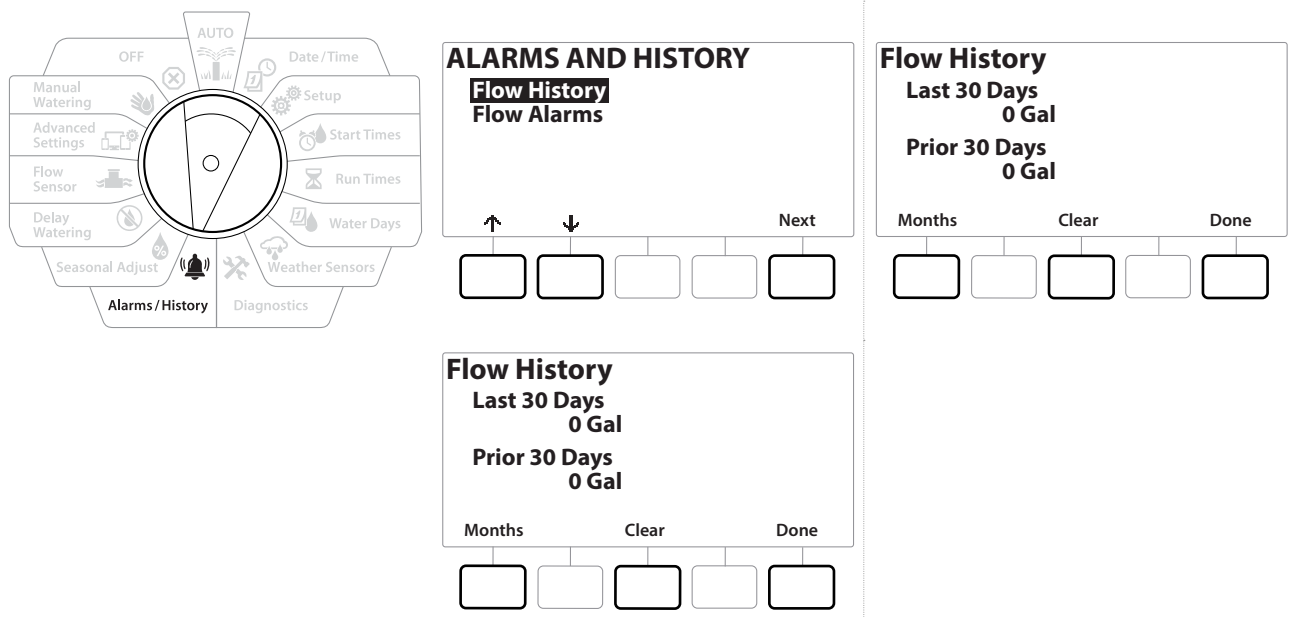 AUTO
OFF
Date/Time
Manual
Watering
Setup
Advanced
Settings
Start Times
Flow
Sensor
Run Times
Delay
Watering
Water Days
Seasonal Adjust
Weather Sensors
Alarms/History
Diagnostics
ALARMS AND HISTORY
Flow History
Flow Alarms
Next
Flow History
Last 30 Days
0 Gal
Prior 30 Days
0 Gal
Months Clear Done
Flow History
Last 30 Days
0 Gal
Prior 30 Days
0 Gal
Months Clear Done